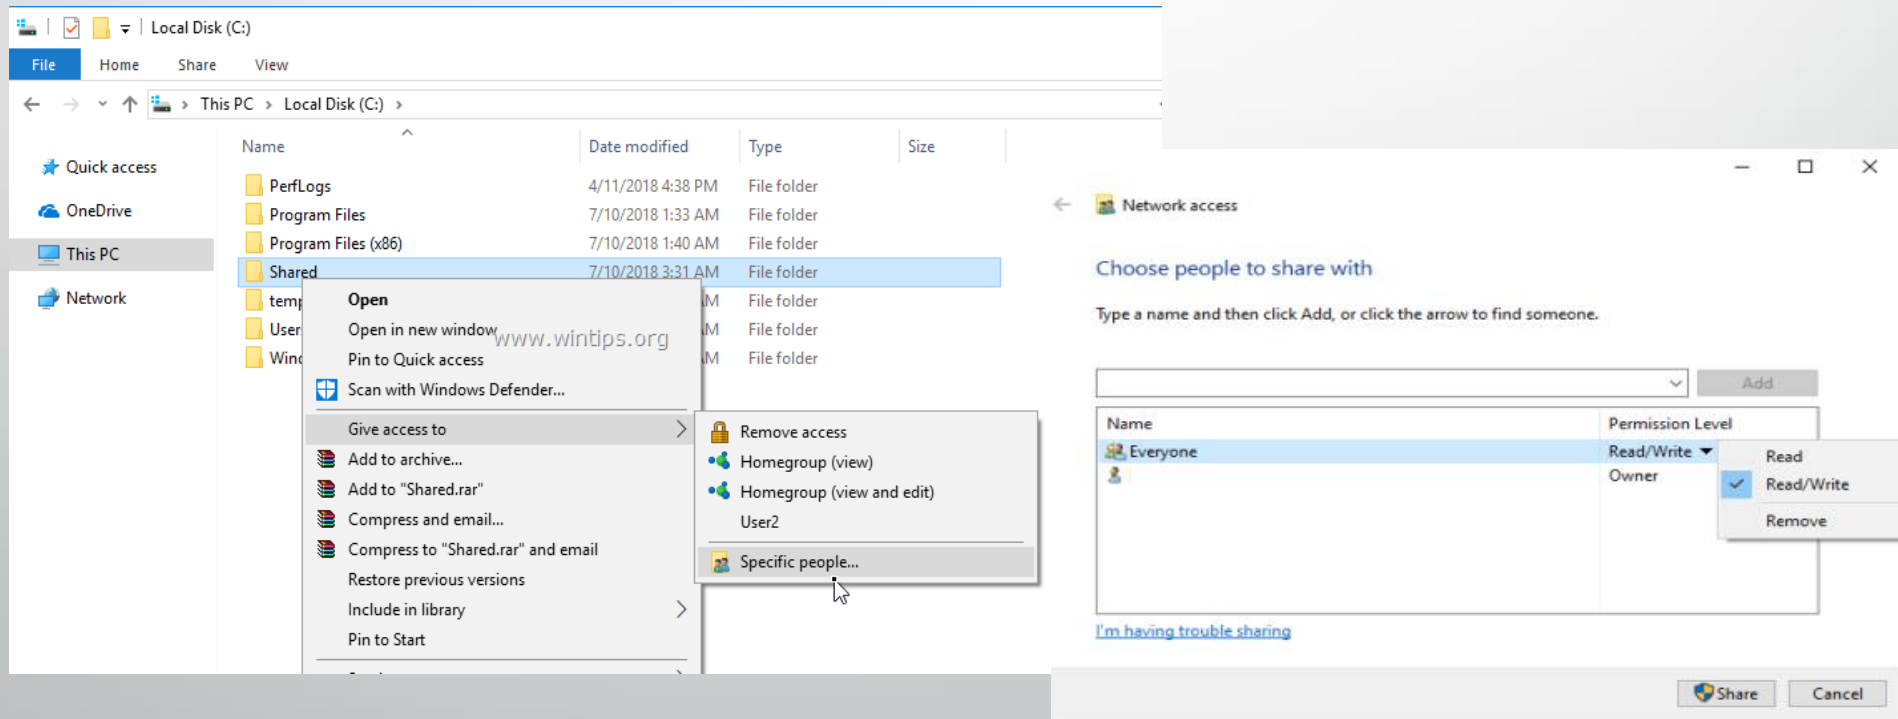 Local Disk (C:)
File Home Share View
This PC > Local Disk (C:) >
Name Date modified Type Size
Quick access
OneDrive
This PC
Network
PerfLogs 4/11/2018 4:38 PM File folder
Program Files 7/10/2018 1:33 AM File folder
Program Files (x86) 7/10/2018 1:40 AM File folder
Shared 7/10/2018 3:31 AM File folder
temp M File folder
User M File folder
Wind M File folder
Open
Open in new window
www.wintips.org
Pin to Quick access
Scan with Windows Defender...
Give access to
Add to archive...
Add to "Shared.rar"
Compress and email...
Compress to "Shared.rar" and email
Restore previous versions
Include in library
Pin to Start
Remove access
Homegroup (view)
Homegroup (view and edit)
User2
Specific people...
Network access
Choose people to share with
Type a name and then click Add, or click the arrow to find someone.
Add
Name Permission Level
Everyone Read/Write
Owner
Read
Read/Write
Remove
I'm having trouble sharing
Share Cancel